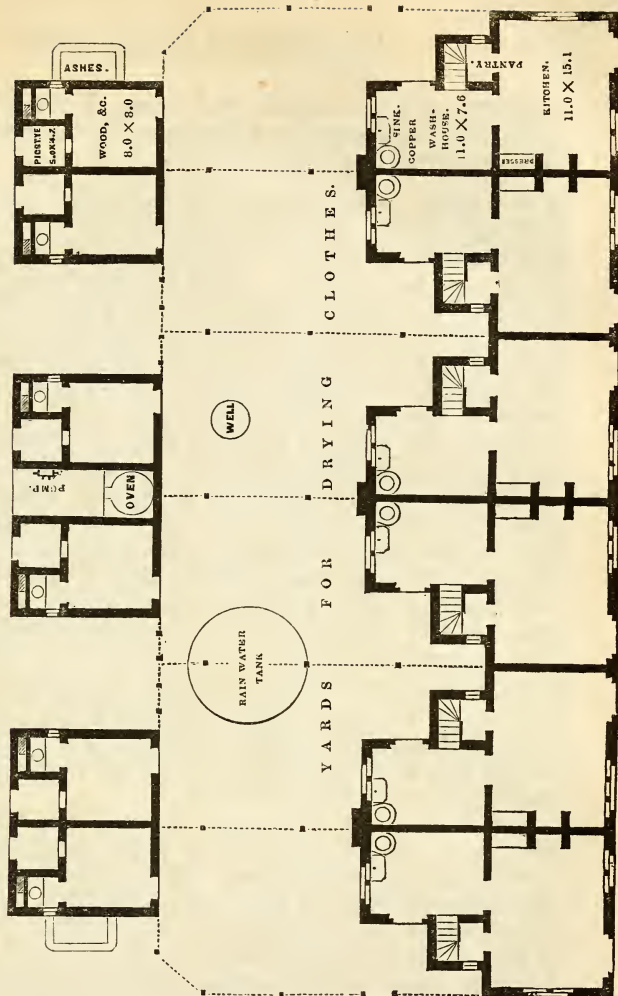 ASHES.
PIGSTYE
5.0 X 4.2
WOOD, &c.
8.0 × 8.0
PANTRY.
KITCHEN.
11.0 × 15.1
SINK.
COPPER
WASH-
HOUSE.
11.0 × 7.6
DRESSER
WELL
PUMP.
OVEN
RAIN WATER
TANK
YARDS FOR DRYING CLOTHES.